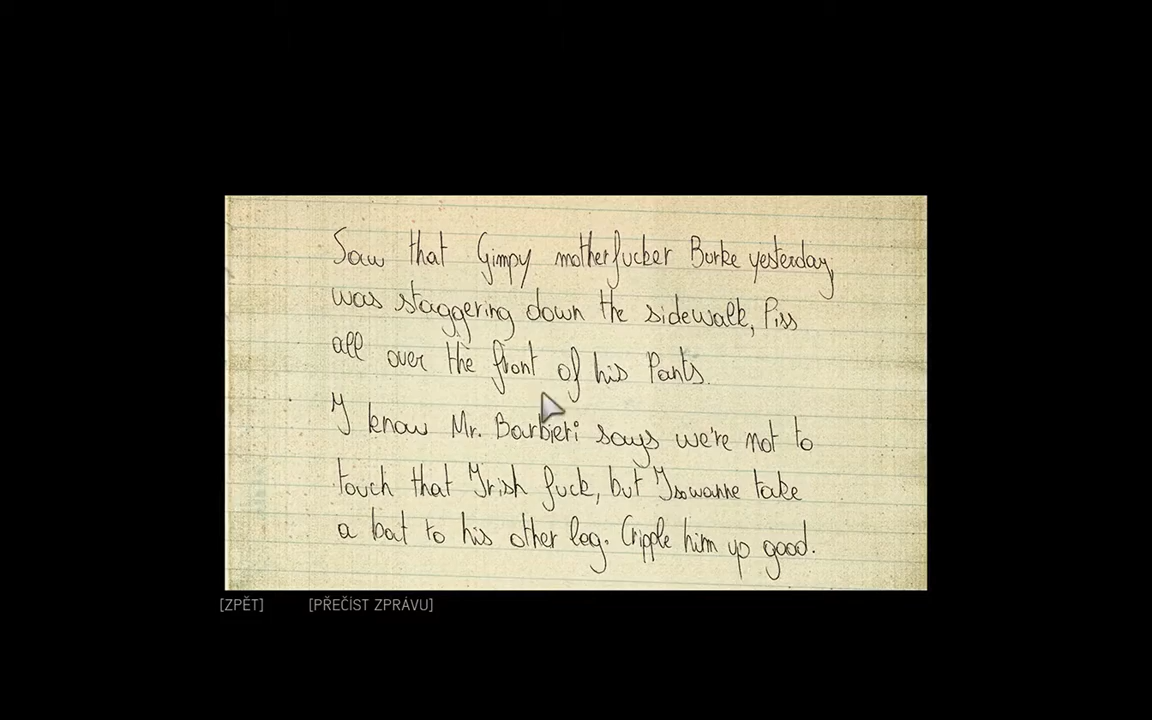 Saw that Gimpy motherfucker Burke yesterday,
was staggering down the sidewalk, Piss
all over the front of his Pants.
I know Mr. Barbieri says we're not to
touch that Irish fuck, but I sowanne take
a bat to his other leg. Cripple him up good.
[ZPĚT] [PŘEČÍST ZPRÁVU]